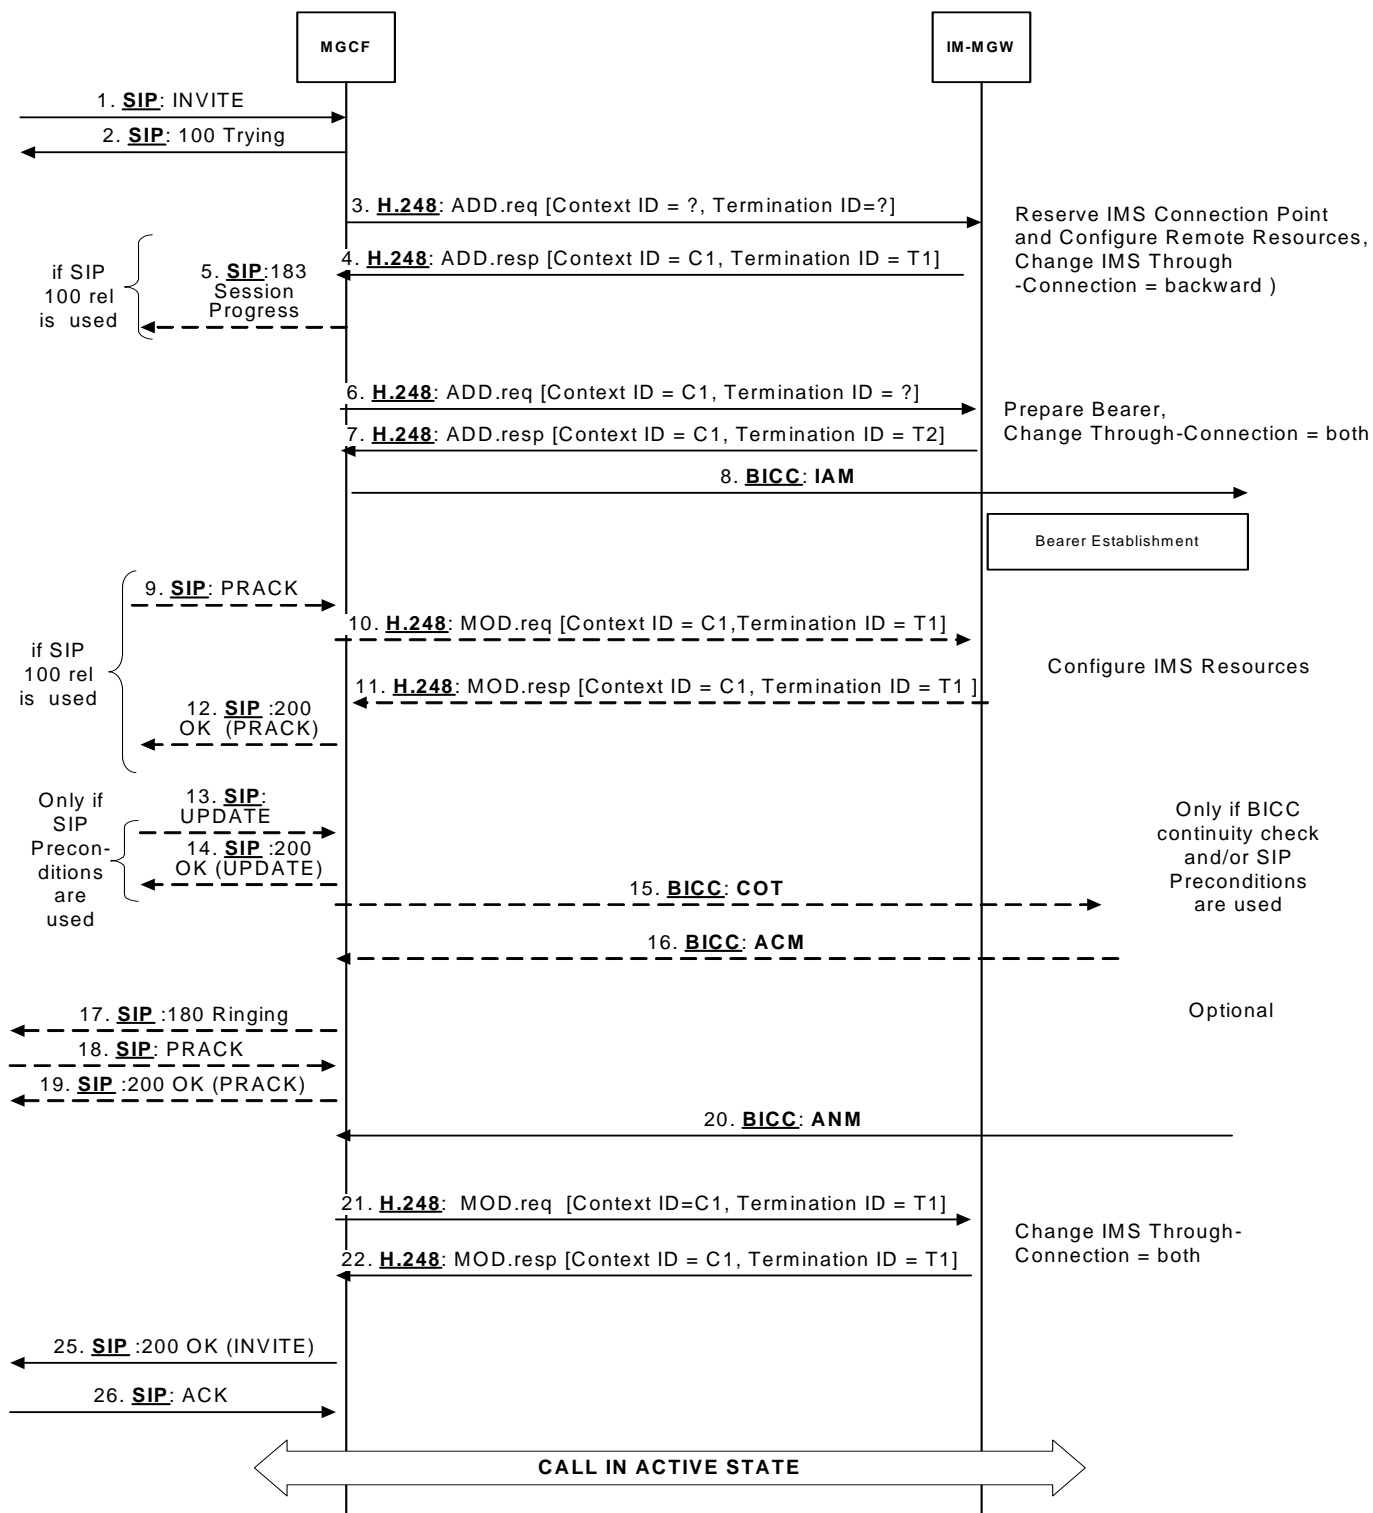 MGCF
IM-MGW
1. SIP: INVITE
2. SIP: 100 Trying
3. H.248: ADD.req [Context ID = ?, Termination ID=?]
Reserve IMS Connection Point
and Configure Remote Resources,
Change IMS Through
-Connection = backward )
4. H.248: ADD.resp [Context ID = C1, Termination ID = T1]
if SIP
100 rel
is used
5. SIP:183
Session
Progress
6. H.248: ADD.req [Context ID = C1, Termination ID = ?]
Prepare Bearer,
Change Through-Connection = both
7. H.248: ADD.resp [Context ID = C1, Termination ID = T2]
8. BICC: IAM
Bearer Establishment
9. SIP: PRACK
10. H.248: MOD.req [Context ID = C1,Termination ID = T1]
if SIP
100 rel
is used
Configure IMS Resources
11. H.248: MOD.resp [Context ID = C1, Termination ID = T1 ]
12. SIP :200
OK (PRACK)
Only if
SIP
Precon-
ditions
are
used
13. SIP:
UPDATE
14. SIP :200
OK (UPDATE)
Only if BICC
continuity check
and/or SIP
Preconditions
are used
15. BICC: COT
16. BICC: ACM
17. SIP :180 Ringing
Optional
18. SIP: PRACK
19. SIP :200 OK (PRACK)
20. BICC: ANM
21. H.248: MOD.req [Context ID=C1, Termination ID = T1]
Change IMS Through-
Connection = both
22. H.248: MOD.resp [Context ID = C1, Termination ID = T1]
25. SIP :200 OK (INVITE)
26. SIP: ACK
CALL IN ACTIVE STATE